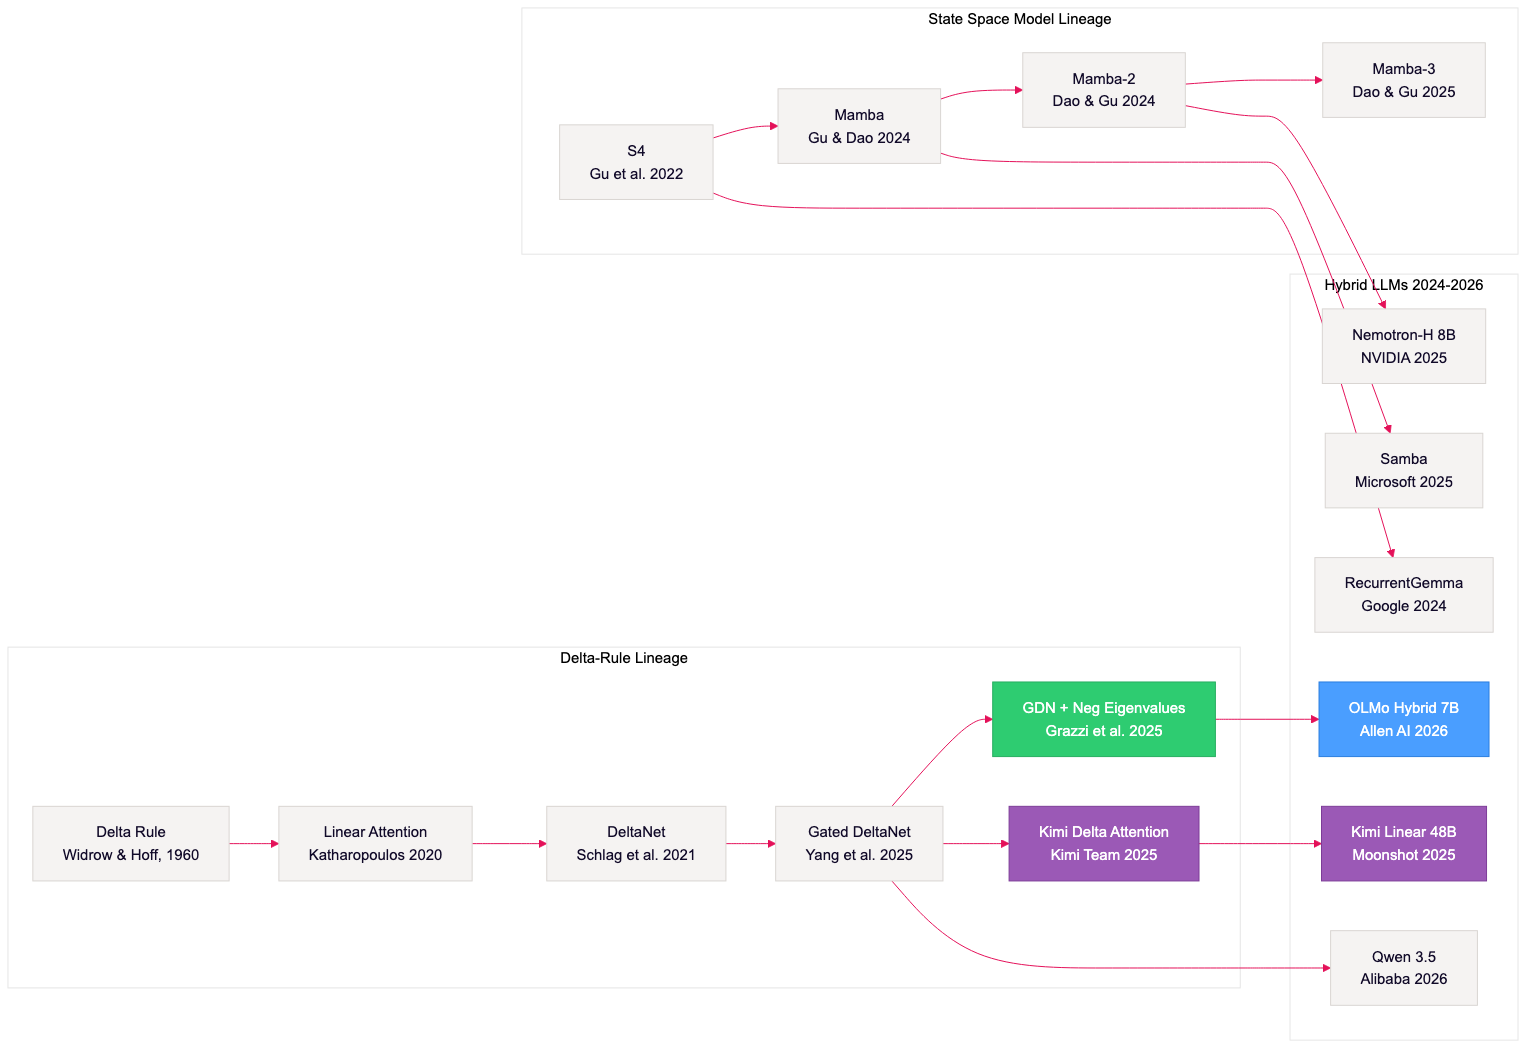 State Space Model Lineage
S4
Gu et al. 2022
Mamba
Gu & Dao 2024
Mamba-2
Dao & Gu 2024
Mamba-3
Dao & Gu 2025
Hybrid LLMs 2024-2026
Nemotron-H 8B
NVIDIA 2025
Samba
Microsoft 2025
RecurrentGemma
Google 2024
OLMo Hybrid 7B
Allen AI 2026
Kimi Linear 48B
Moonshot 2025
Qwen 3.5
Alibaba 2026
Delta-Rule Lineage
Delta Rule
Widrow & Hoff, 1960
Linear Attention
Katharopoulos 2020
DeltaNet
Schlag et al. 2021
Gated DeltaNet
Yang et al. 2025
GDN + Neg Eigenvalues
Grazzi et al. 2025
Kimi Delta Attention
Kimi Team 2025